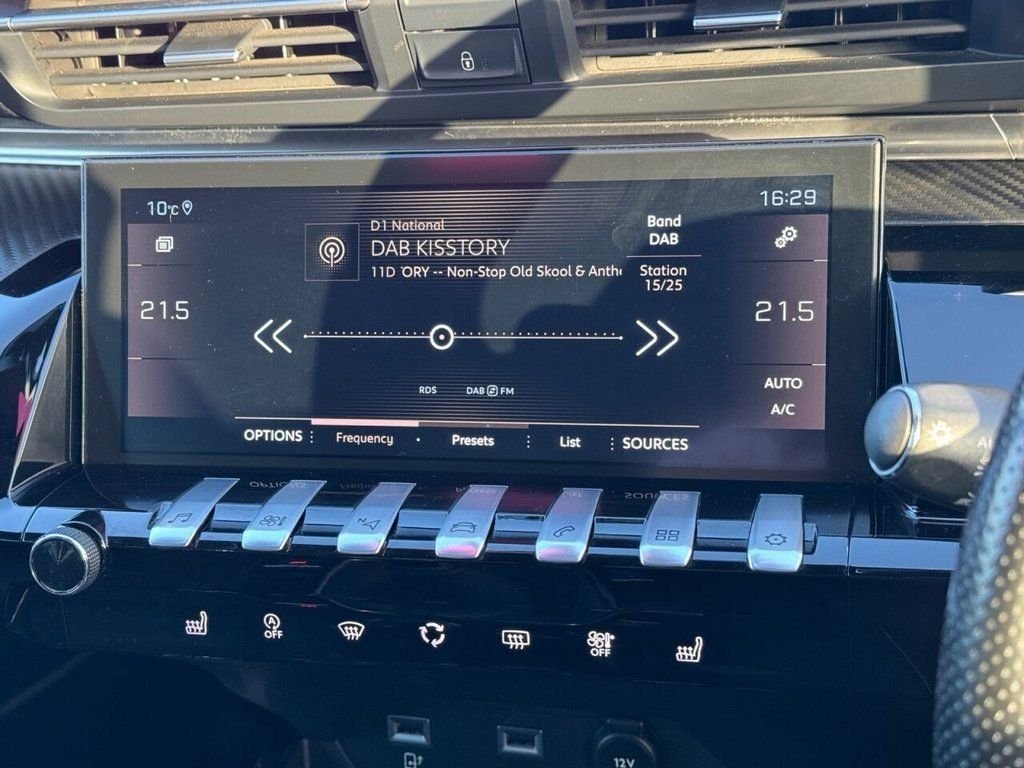 10°C
16:29
D1 National
DAB KISSTORY
11D 'ORY -- Non-Stop Old Skool & Anthe
Band
DAB
Station
15/25
21.5
21.5
RDS
DAB FM
AUTO
A/C
OPTIONS
Frequency
Presets
List
SOURCES
N
A
OFF
OFF
12V